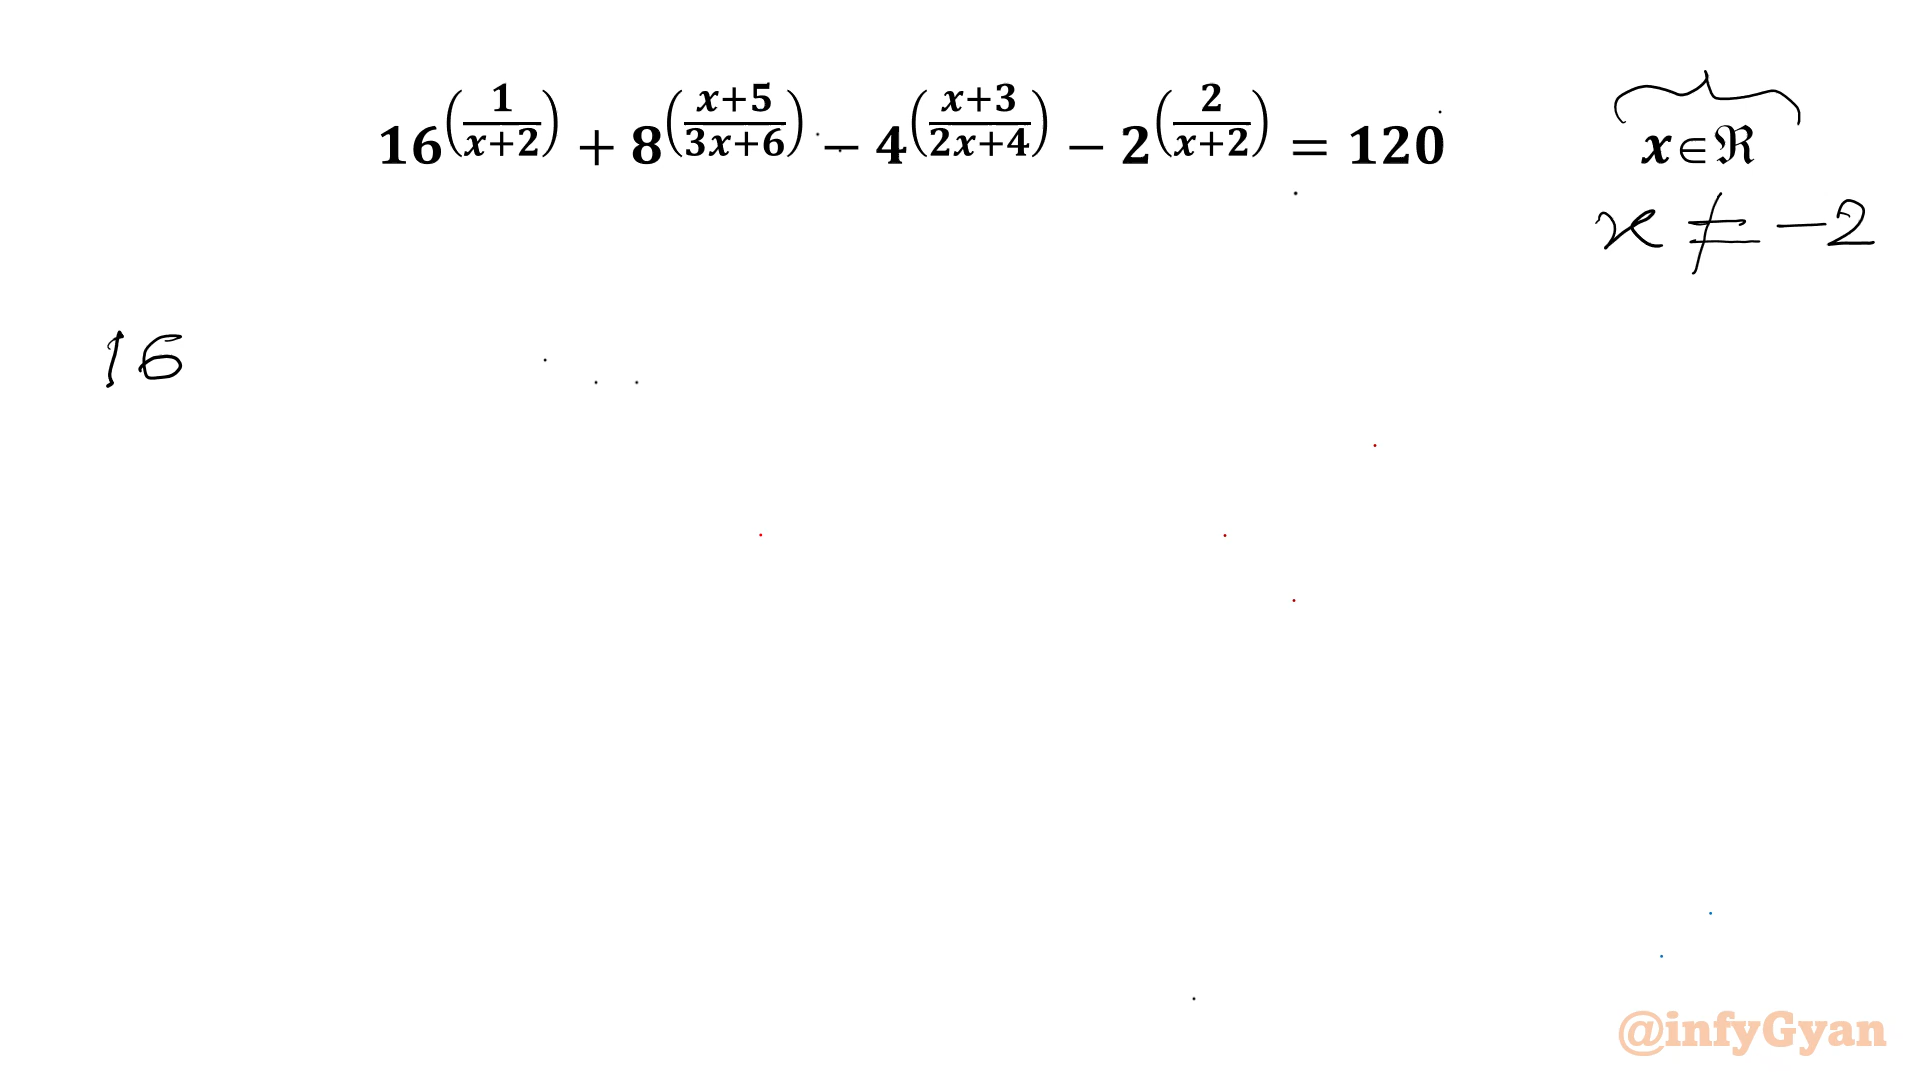 16^(1/(x+2)) + 8^((x+5)/(3x+6)) − 4^((x+3)/(2x+4)) − 2^(2/(x+2)) = 120 x∈ℜ
x ≠ −2
16
@infyGyan